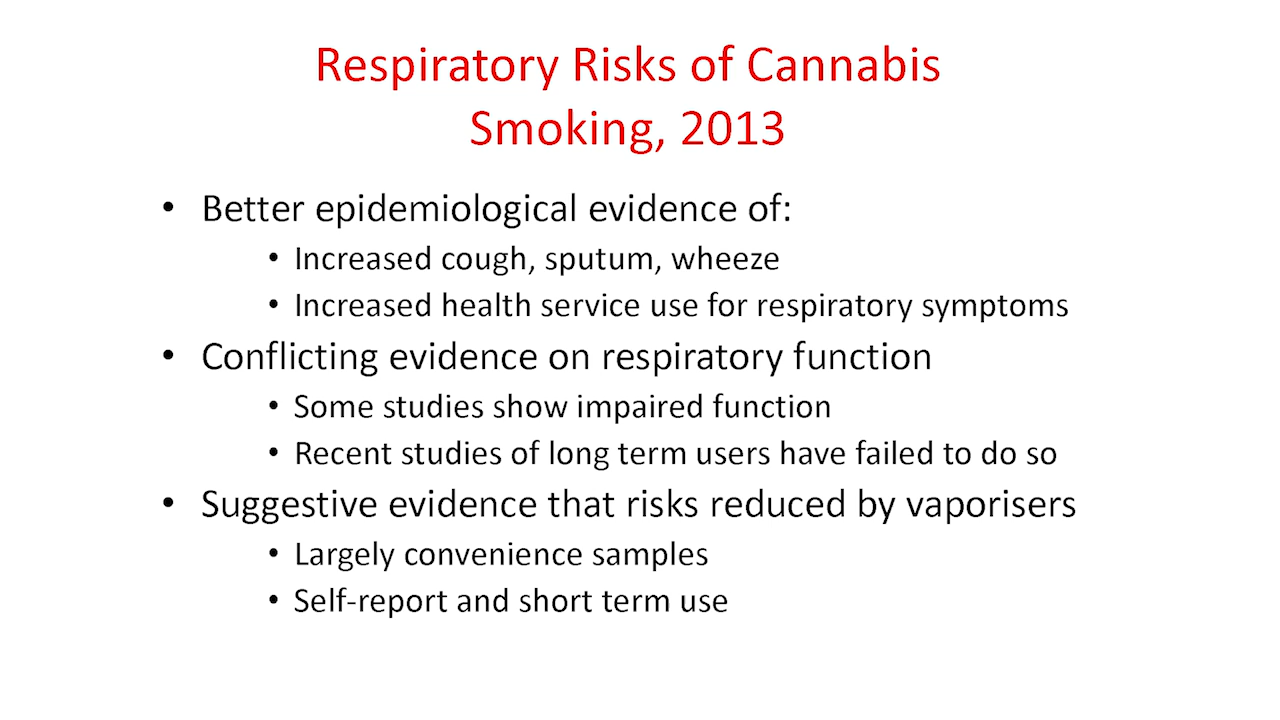 Respiratory Risks of Cannabis
Smoking, 2013
• Better epidemiological evidence of:
• Increased cough, sputum, wheeze
• Increased health service use for respiratory symptoms
• Conflicting evidence on respiratory function
• Some studies show impaired function
• Recent studies of long term users have failed to do so
• Suggestive evidence that risks reduced by vaporisers
• Largely convenience samples
• Self-report and short term use